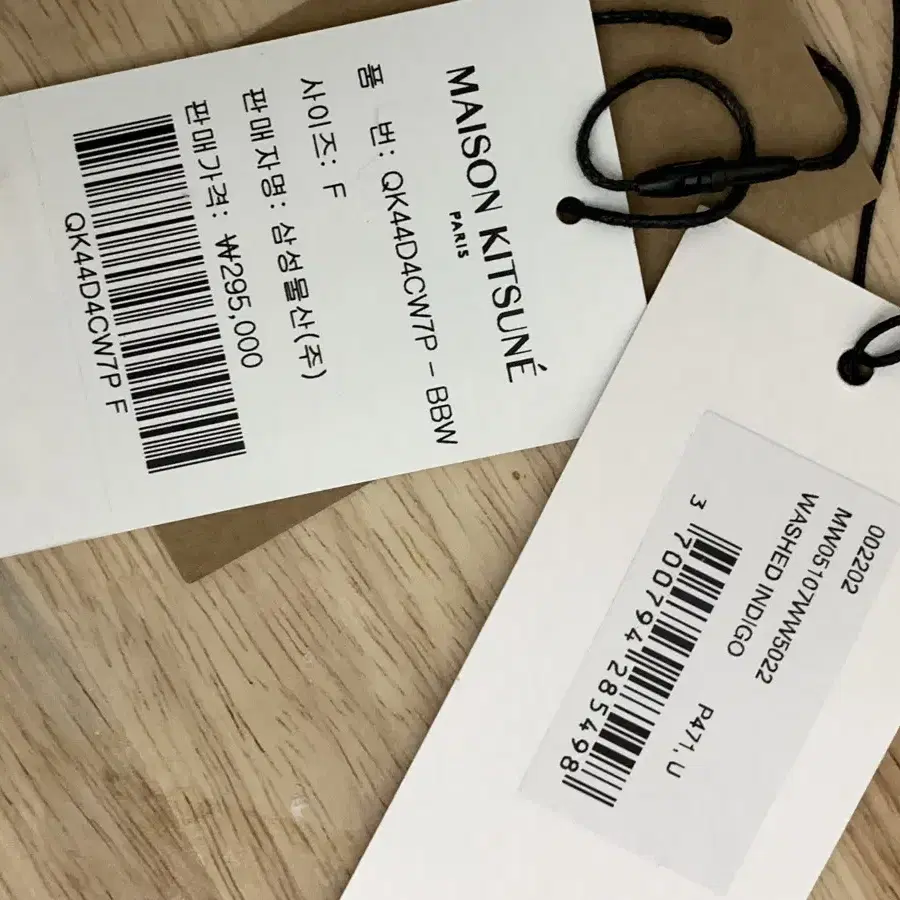 MAISON KITSUNÉ
PARIS
품 번: QK44D4CW7P - BBW
사이즈: F
판매자명: 삼성물산(주)
판매가격: ₩295,000
QK44D4CW7P F
002202
MW05107WW5022
WASHED INDIGO
P471, U
3 700794 285498